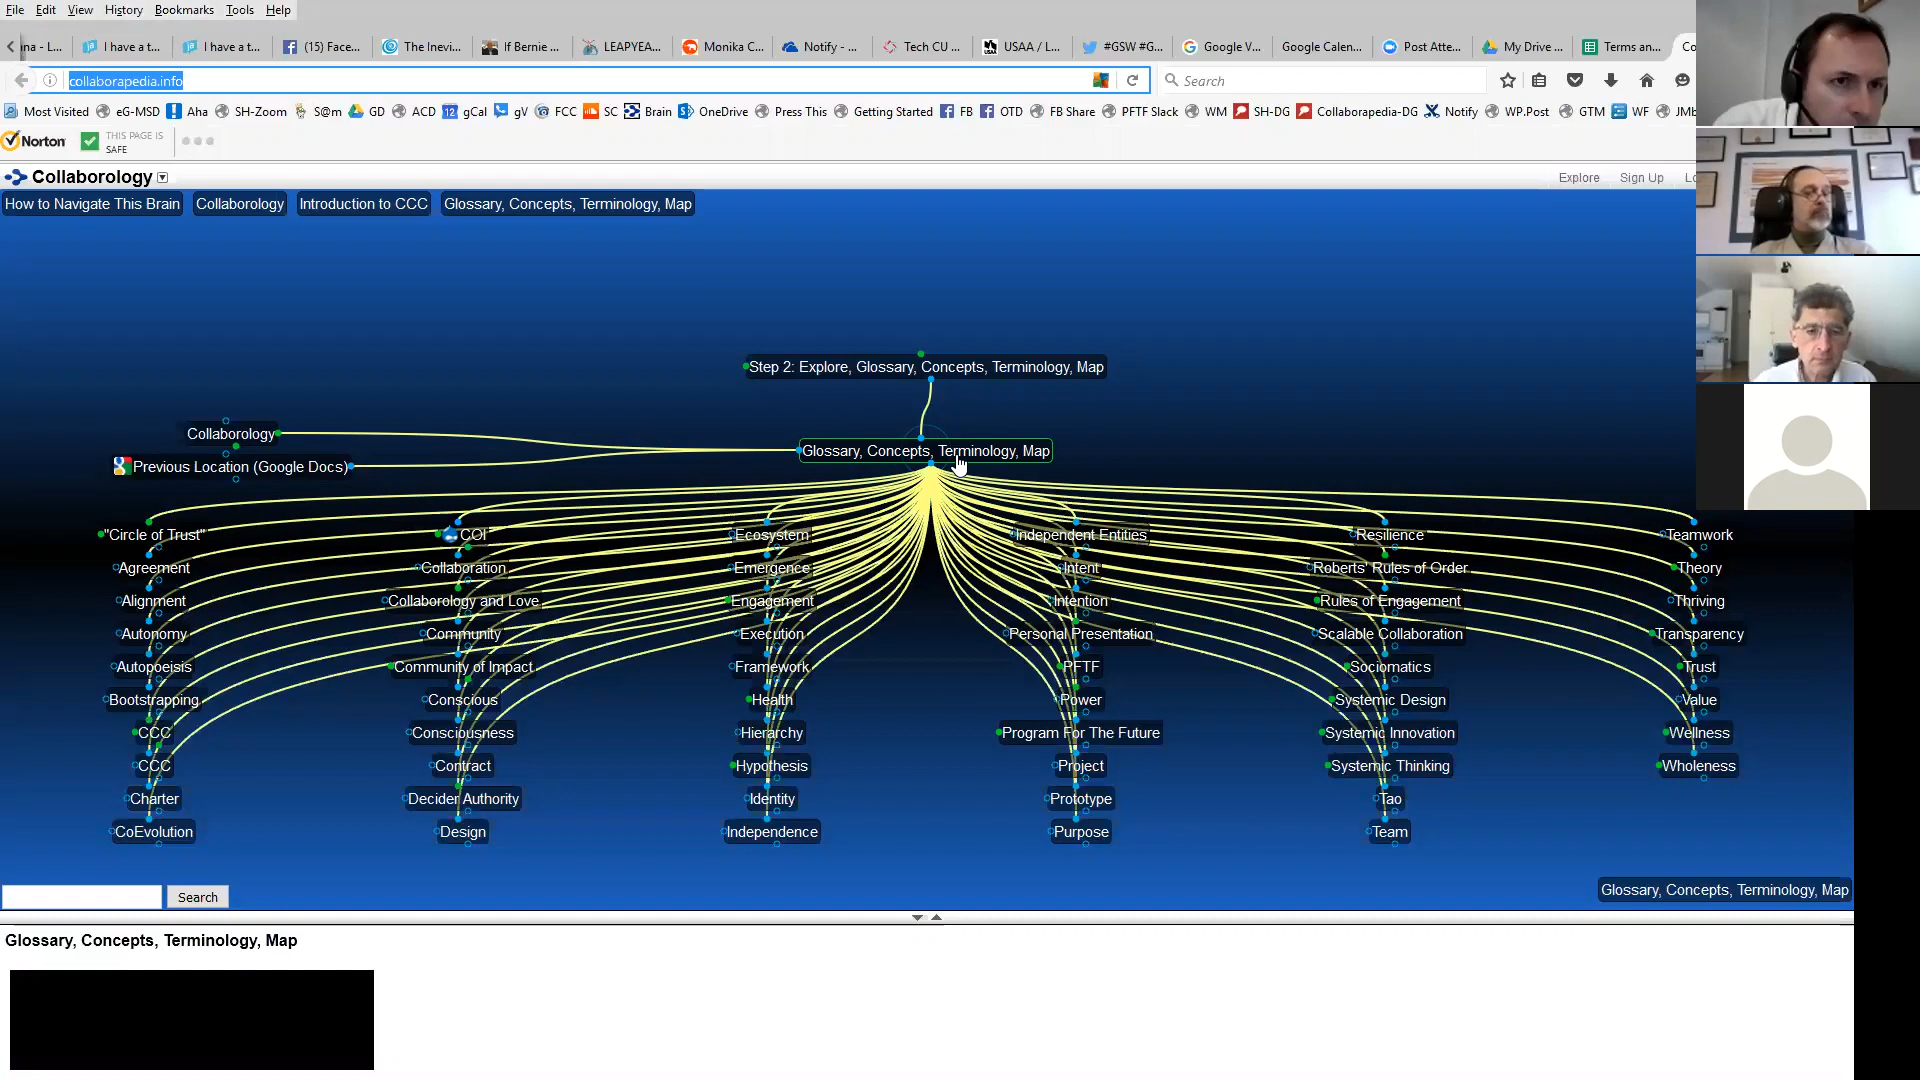 File Edit View History Bookmarks Tools Help
na - L... I have a t... I have a t... (15) Face... The Inevi... If Bernie ... LEAPYEA... Monika C... Notify - ... Tech CU ... USAA / L... #GSW #G... Google V... Google Calen... Post Atte... My Drive ... Terms an... Co
collaborapedia.info Search
Most Visited eG-MSD Aha SH-Zoom S@m GD ACD gCal gV FCC SC Brain OneDrive Press This Getting Started FB OTD FB Share PFTF Slack WM SH-DG Collaborapedia-DG Notify WP.Post GTM WF JMb
Norton THIS PAGE IS SAFE
Collaborology Explore Sign Up Lo
How to Navigate This Brain Collaborology Introduction to CCC Glossary, Concepts, Terminology, Map
Step 2: Explore, Glossary, Concepts, Terminology, Map
Collaborology
Glossary, Concepts, Terminology, Map
Previous Location (Google Docs)
"Circle of Trust" COI Ecosystem Independent Entities Resilience Teamwork
Agreement Collaboration Emergence Intent Roberts' Rules of Order Theory
Alignment Collaborology and Love Engagement Intention Rules of Engagement Thriving
Autonomy Community Execution Personal Presentation Scalable Collaboration Transparency
Autopoeisis Community of Impact Framework PFTF Sociomatics Trust
Bootstrapping Conscious Health Power Systemic Design Value
CCC Consciousness Hierarchy Program For The Future Systemic Innovation Wellness
CCC Contract Hypothesis Project Systemic Thinking Wholeness
Charter Decider Authority Identity Prototype Tao
CoEvolution Design Independence Purpose Team
Search Glossary, Concepts, Terminology, Map
Glossary, Concepts, Terminology, Map